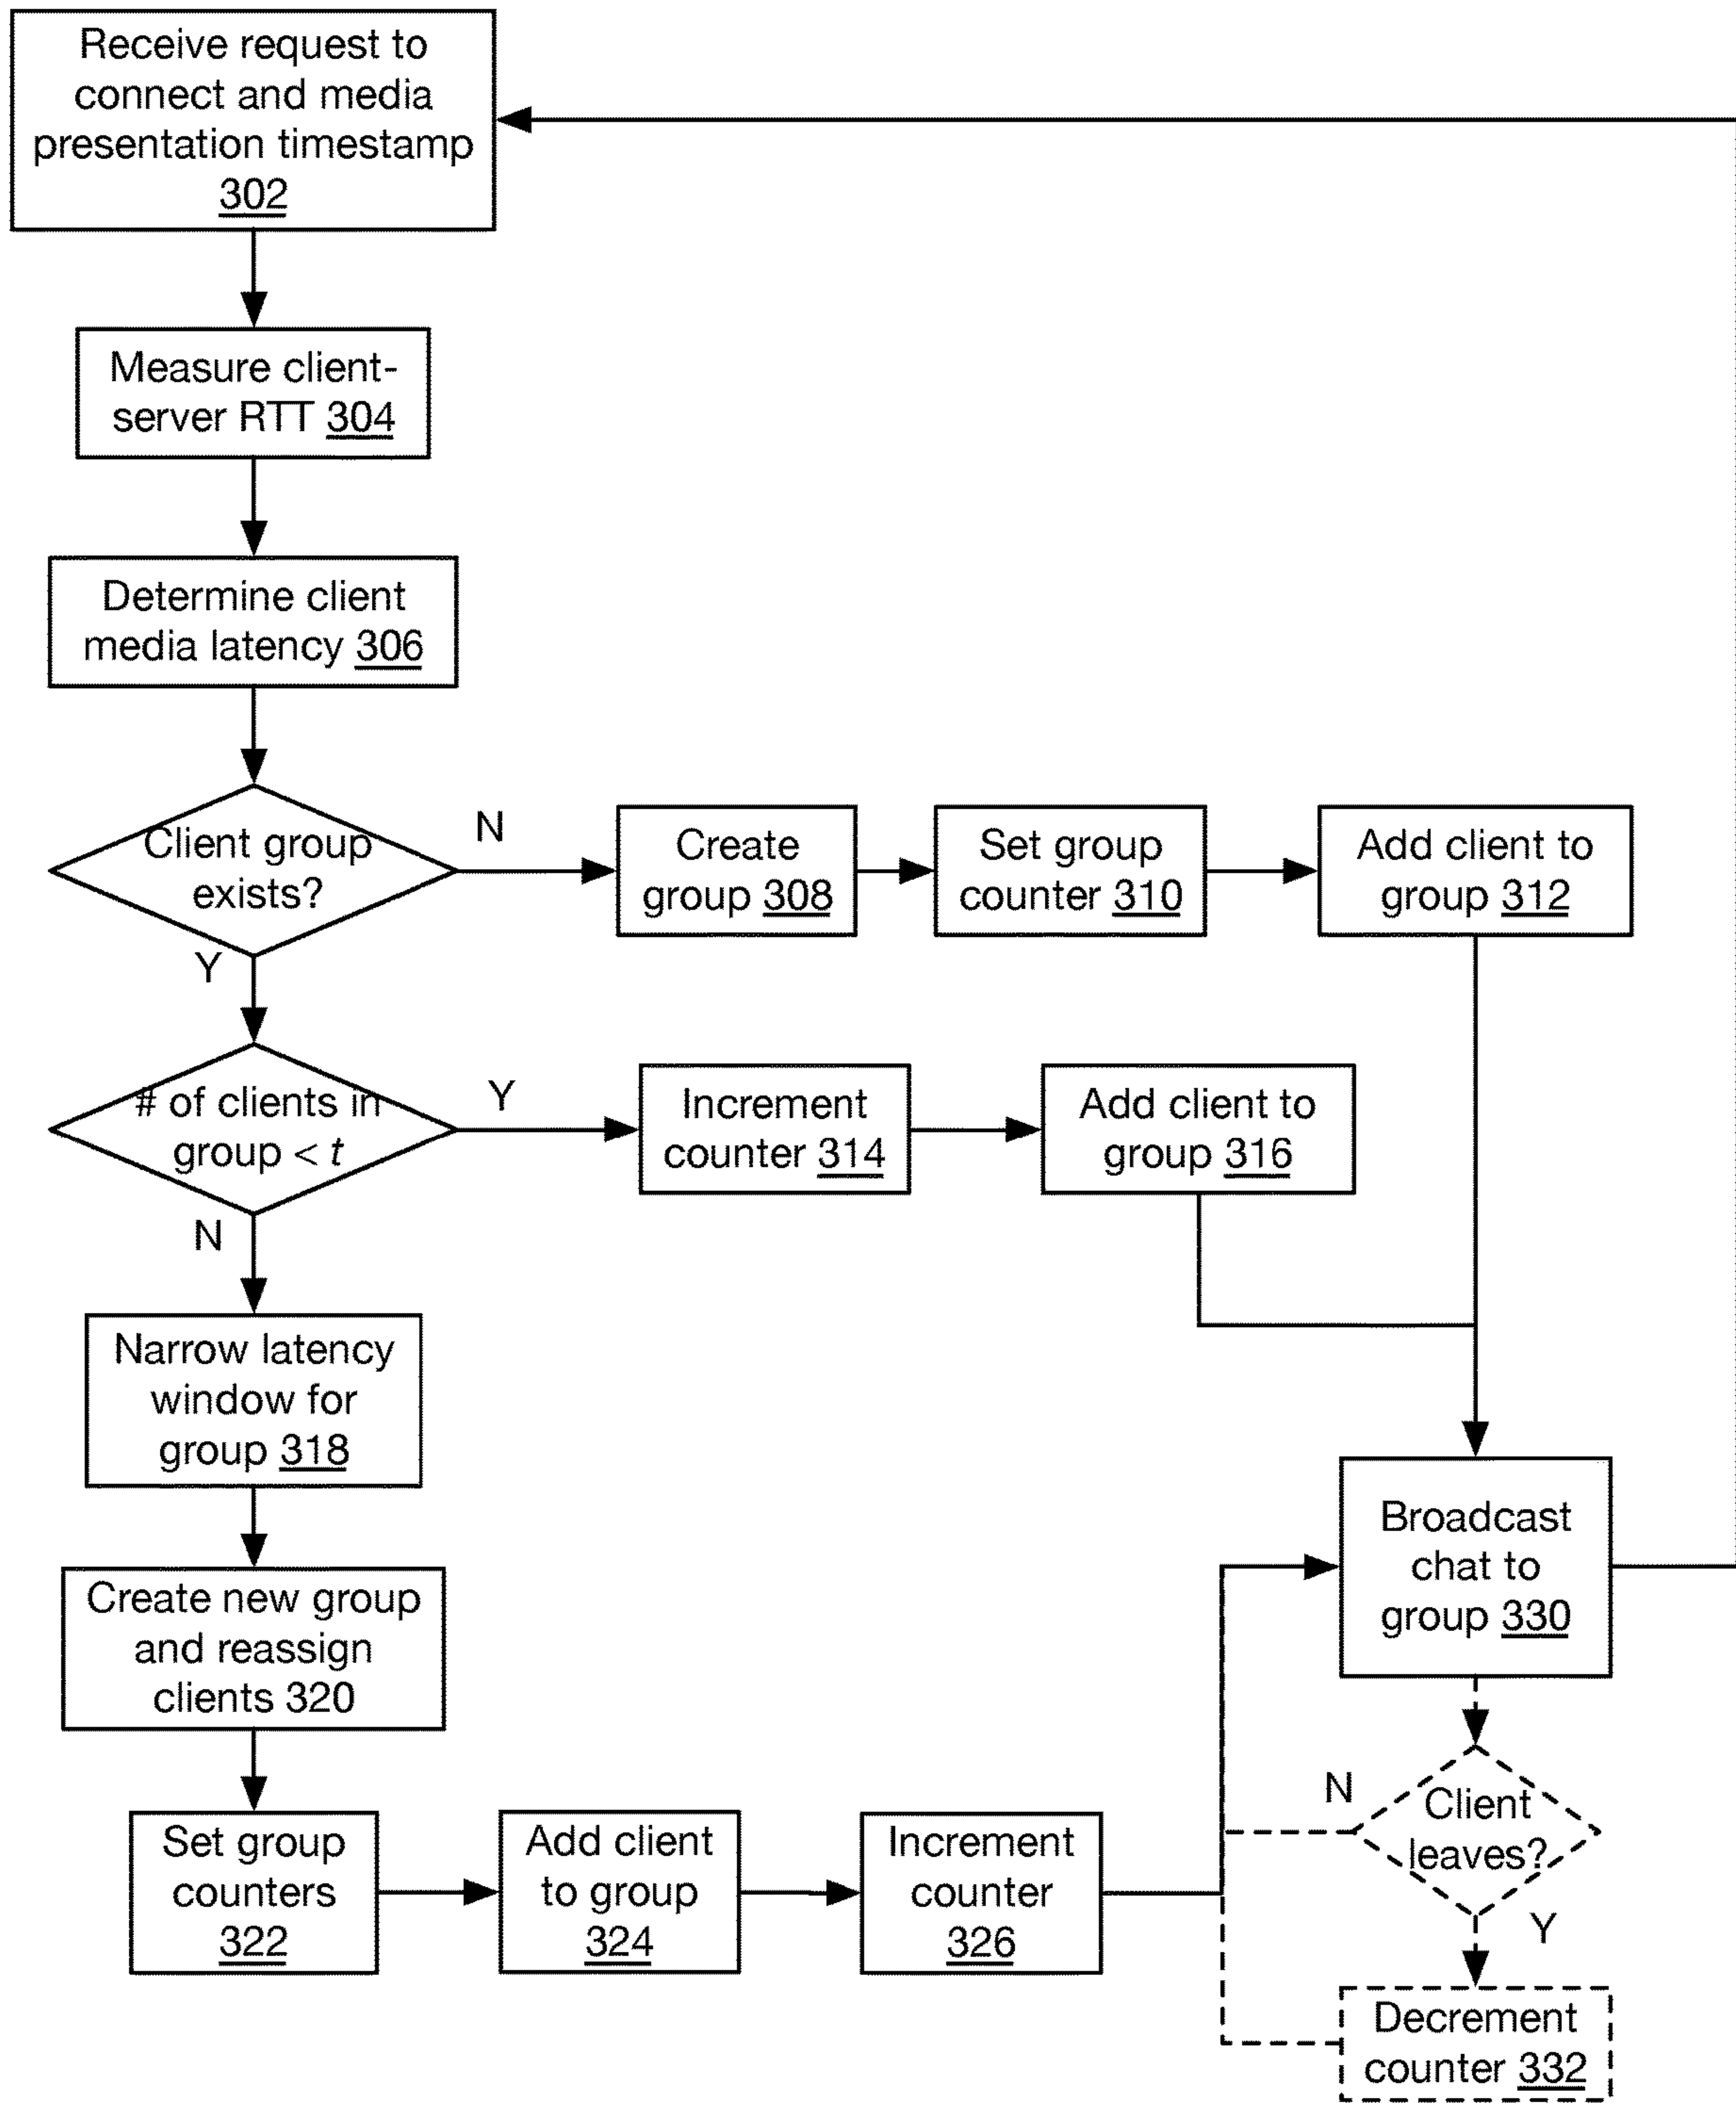 Receive request to
connect and media
presentation timestamp
302
Measure client-
server RTT 304
Determine client
media latency 306
Client group
exists?
N
Create
group 308
Set group
counter 310
Add client to
group 312
Y
# of clients in
group < t
Y
Increment
counter 314
Add client to
group 316
N
Narrow latency
window for
group 318
Create new group
and reassign
clients 320
Set group
counters
322
Add client
to group
324
Increment
counter
326
Broadcast
chat to
group 330
N
Client
leaves?
Y
Decrement
counter 332